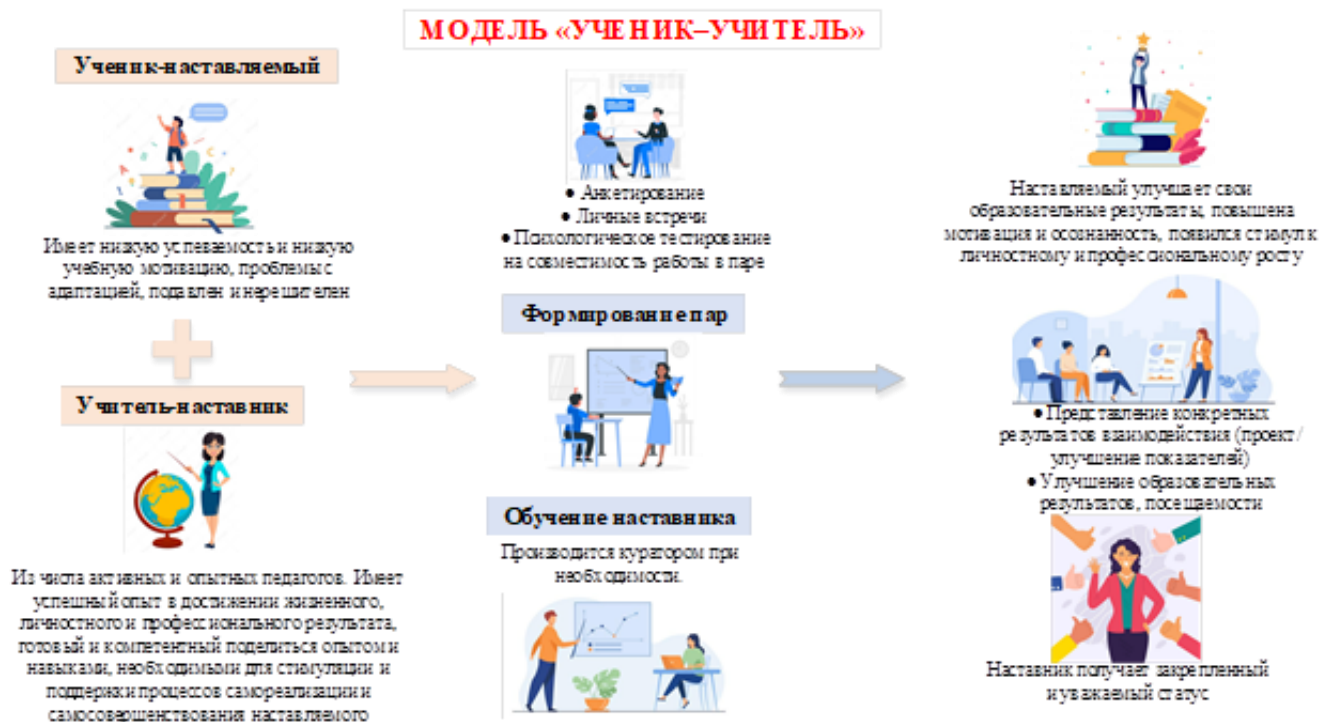 МОДЕЛЬ «УЧЕНИК–УЧИТЕЛЬ»
Ученик-наставляемый
Имеет низкую успеваемость и низкую
учебную мотивацию, проблемы с
адаптацией, подавлен и нерешителен
Учитель-наставник
Из числа активных и опытных педагогов. Имеет
успешный опыт в достижении жизненного,
личностного и профессионального результата,
готовый и компетентный поделиться опытом и
навыками, необходимыми для стимуляции и
поддержки процессов самореализации и
самосовершенствования наставляемого
● Анкетирование
● Личные встречи
● Психологическое тестирование
на совместимость работы в паре
Формирование пар
Обучение наставника
Производится куратором при
необходимости.
Наставляемый улучшает свои
образовательные результаты, повышена
мотивация и осознанность, появился стимул к
личностному и профессиональному росту
● Представление конкретных
результатов взаимодействия (проект/
улучшение показателей)
● Улучшение образовательных
результатов, посещаемости
Наставник получает закрепленный
и уважаемый статус